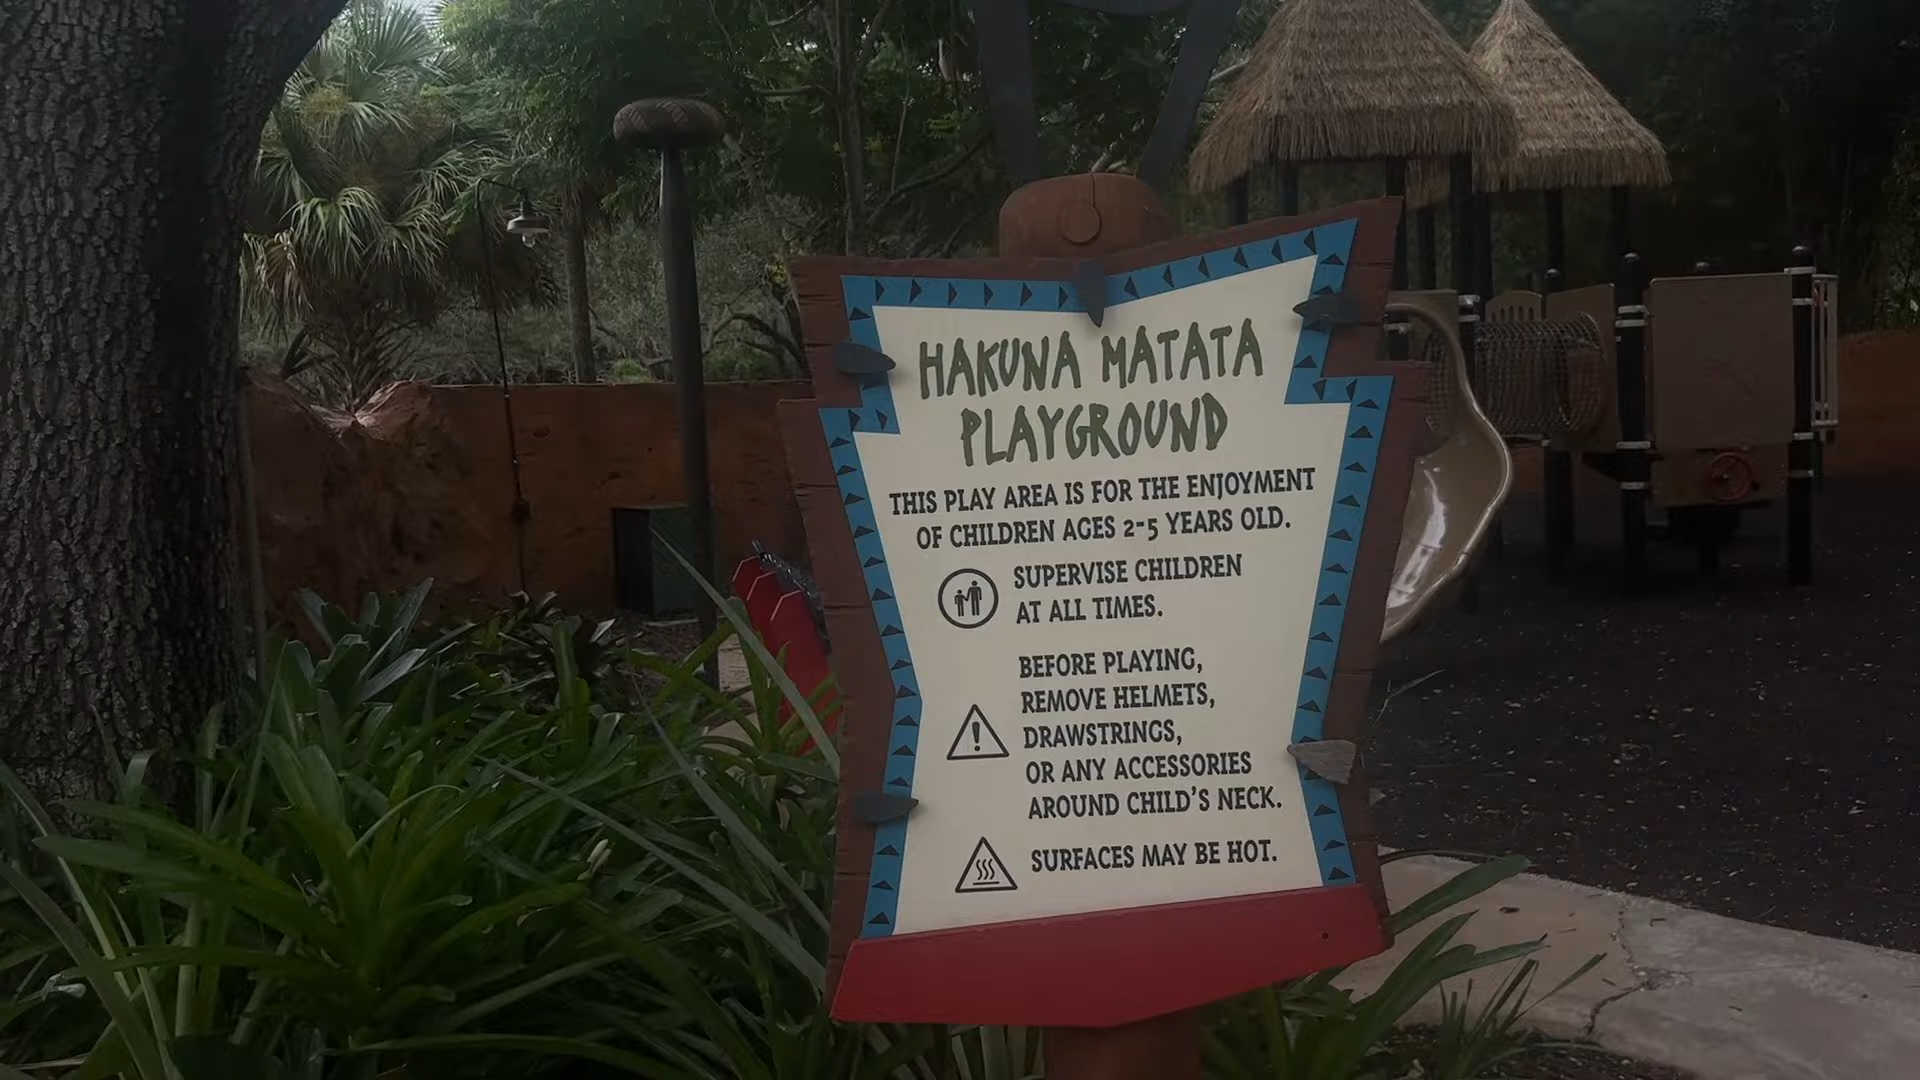 HAKUNA MATATA
PLAYGROUND
THIS PLAY AREA IS FOR THE ENJOYMENT
OF CHILDREN AGES 2-5 YEARS OLD.
SUPERVISE CHILDREN
AT ALL TIMES.
BEFORE PLAYING,
REMOVE HELMETS,
DRAWSTRINGS,
OR ANY ACCESSORIES
AROUND CHILD'S NECK.
SURFACES MAY BE HOT.